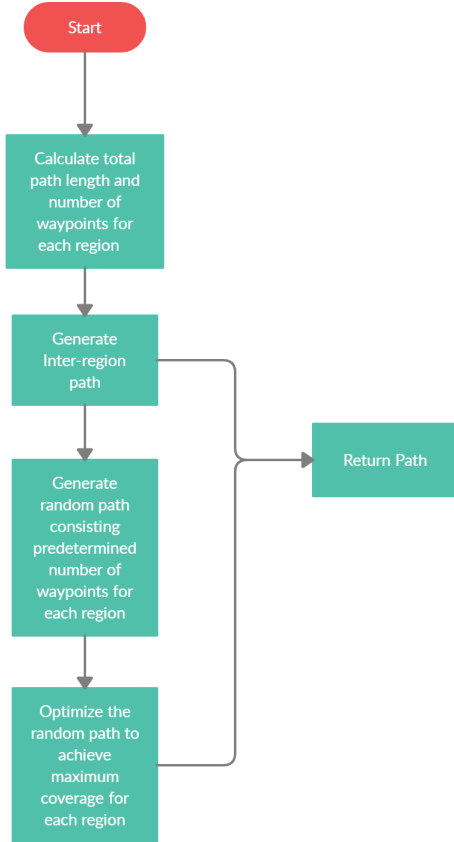 Start
Calculate total
path length and
number of
waypoints for
each region
Generate
Inter-region
path
Generate
random path
consisting
predetermined
number of
waypoints for
each region
Optimize the
random path to
achieve
maximum
coverage for
each region
Return Path